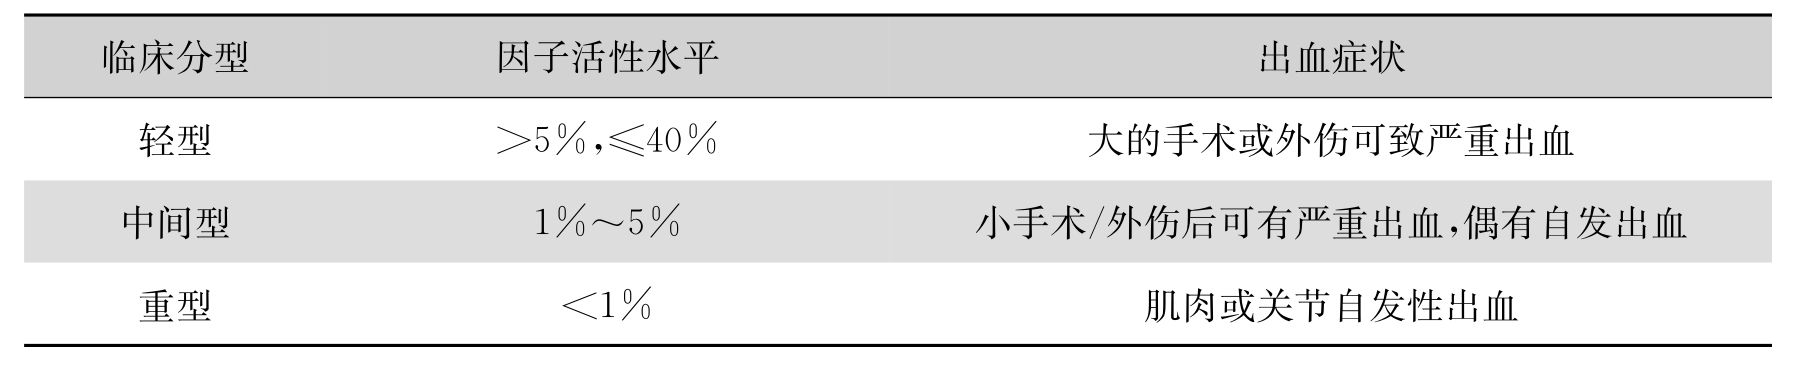 临床分型 因子活性水平 出血症状
轻型 >5%,≤40% 大的手术或外伤可致严重出血
中间型 1%~5% 小手术/外伤后可有严重出血,偶有自发出血
重型 <1% 肌肉或关节自发性出血